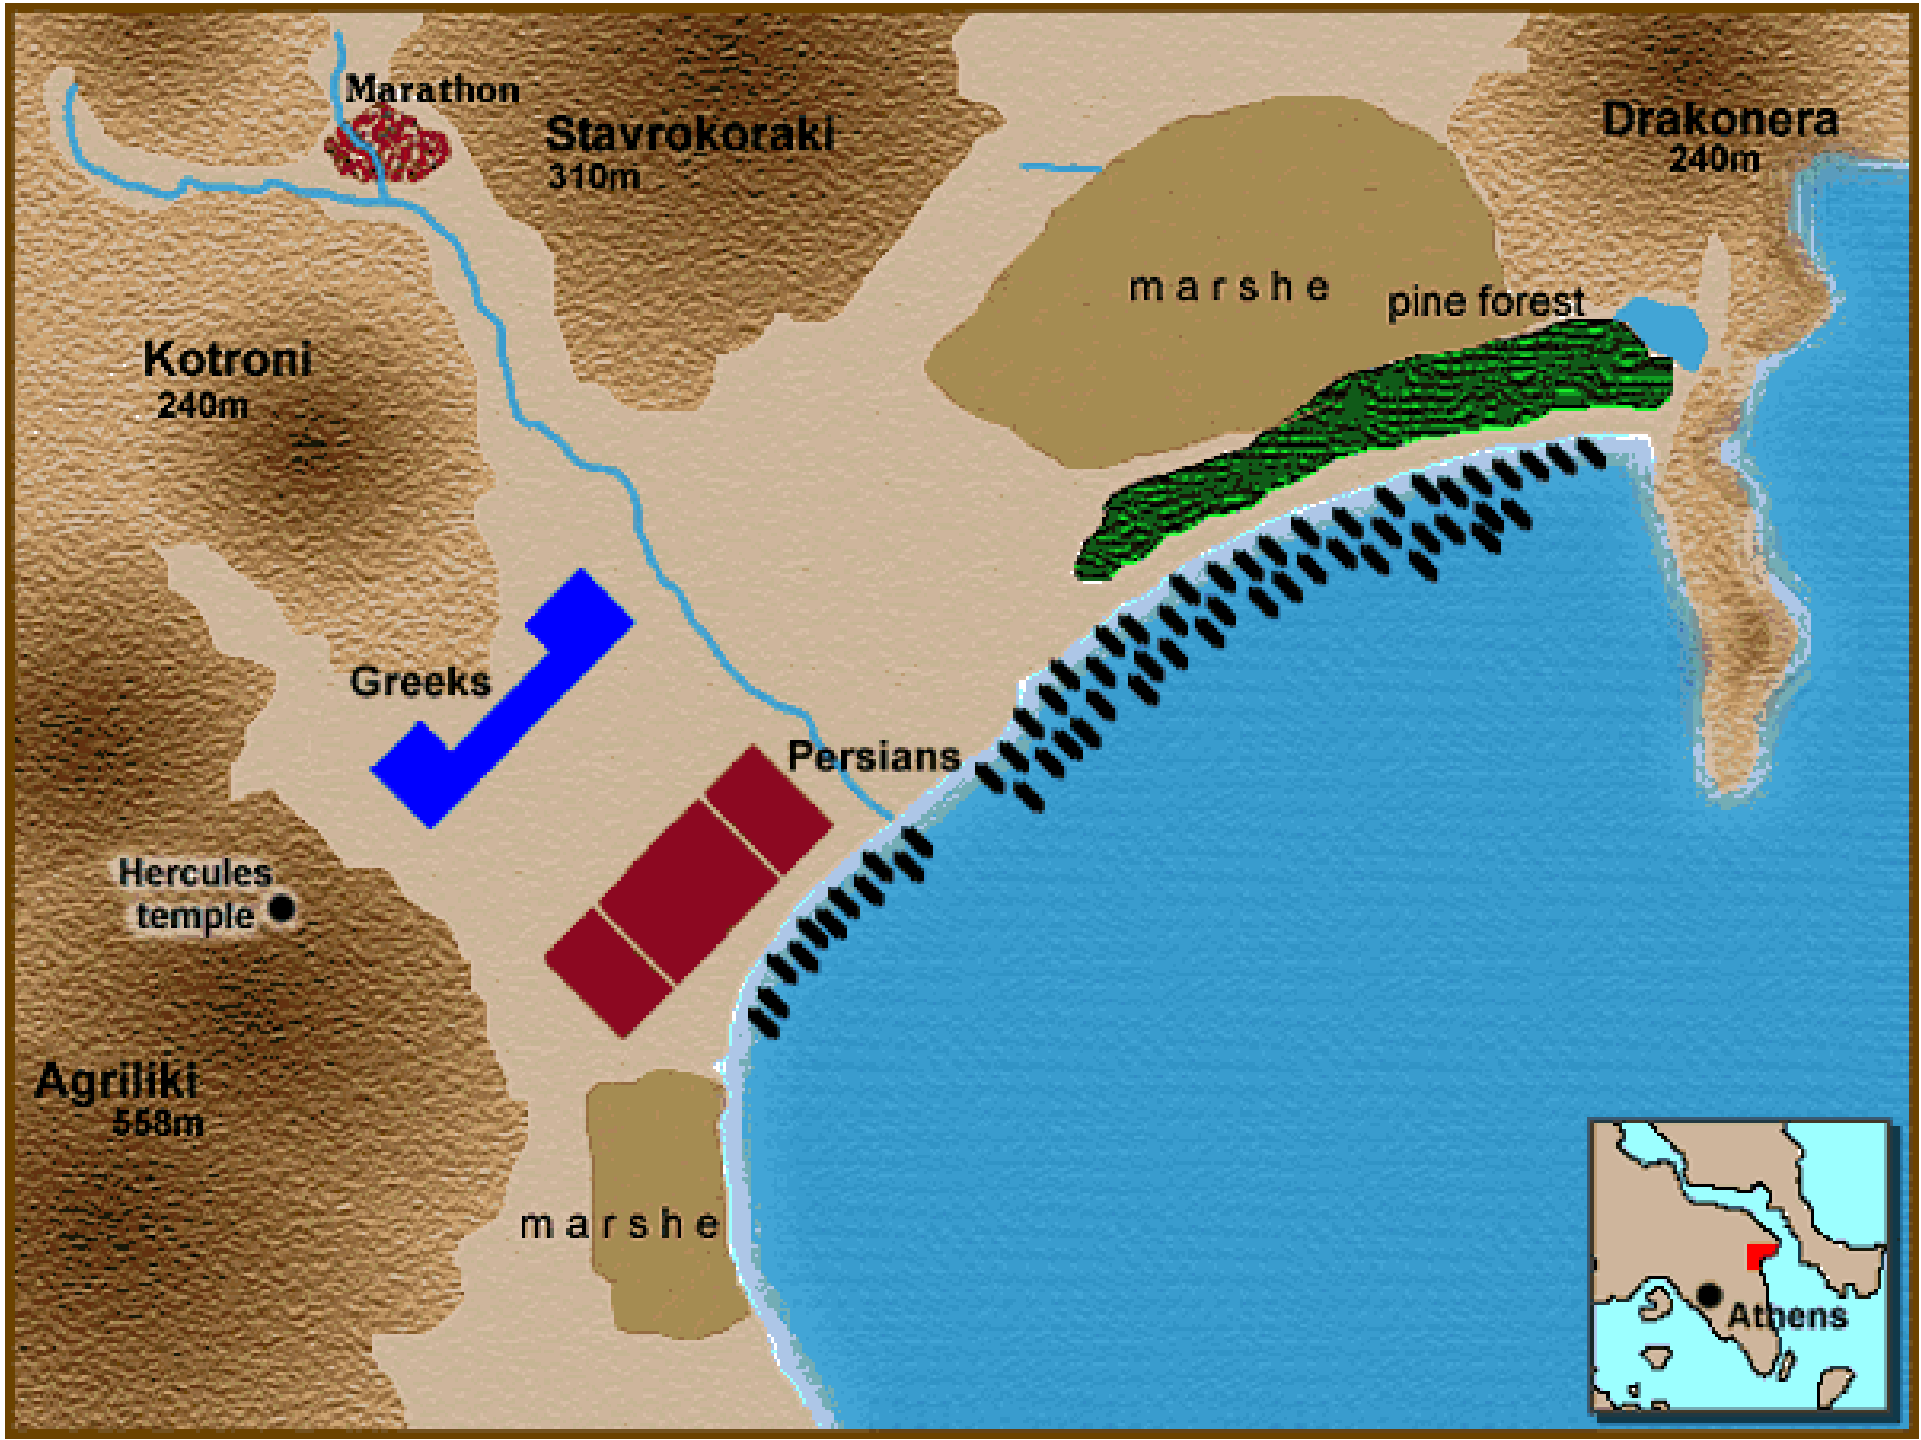 Marathon
Stavrokoraki
310m
Drakonera
240m
marshe
pine forest
Kotroni
240m
Greeks
Persians
Hercules
temple
Agriliki
558m
marshe
Athens